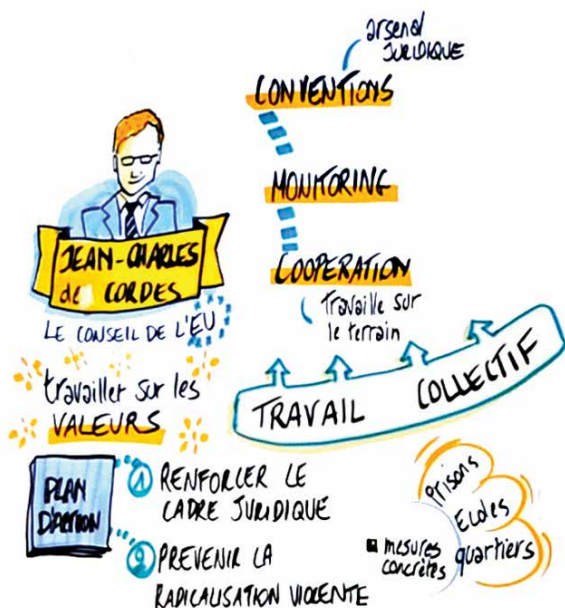 arsenal
JURIDIQUE
CONVENTIONS
MONITORING
COOPERATION
Travaille sur
le terrain
JEAN-CHARLES
de CORDES
LE CONSEIL DE L'EU
travailler sur les
VALEURS
TRAVAIL COLLECTIF
PLAN
D'ACTION
1 RENFORCER LE
CADRE JURIDIQUE
2 PREVENIR LA
RADICALISATION VIOLENTE
Prisons
Ecoles
quartiers
mesures
concrètes